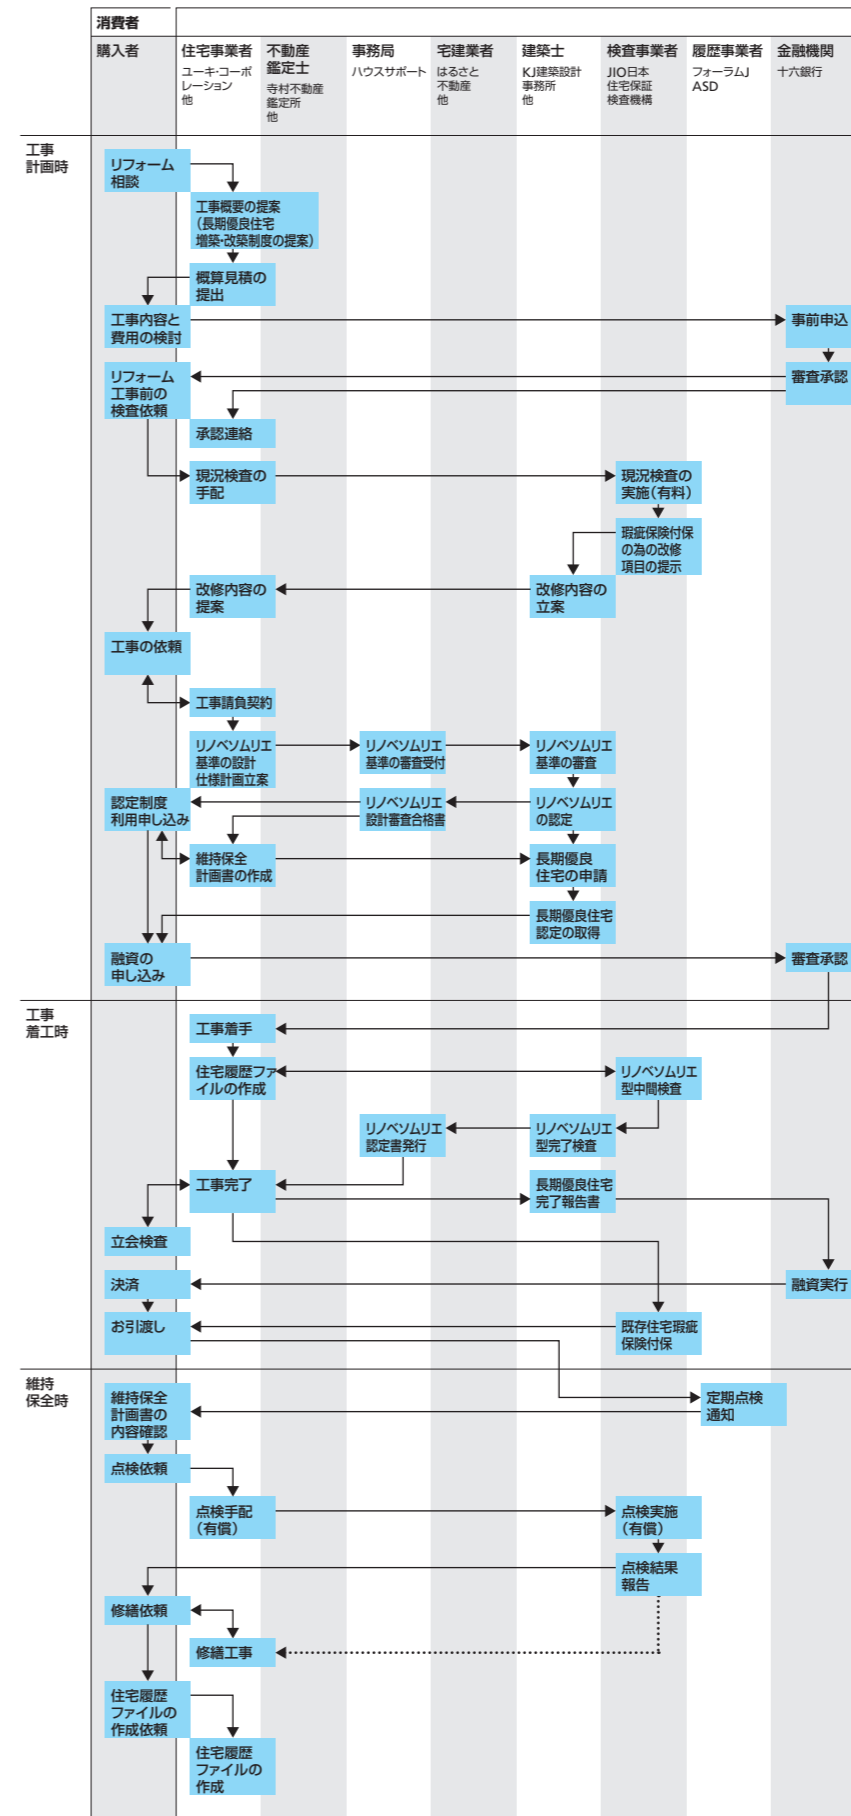 消費者
購入者
住宅事業者
ユーキ・コーポ
レーション
他
不動産
鑑定士
寺村不動産
鑑定所
他
事務局
ハウスサポート
宅建業者
はるさと
不動産
他
建築士
KJ建築設計
事務所
他
検査事業者
JIO日本
住宅保証
検査機構
履歴事業者
フォーラムJ
ASD
金融機関
十六銀行
工事
計画時
リフォーム
相談
工事概要の提案
(長期優良住宅
増築・改築制度の提案)
概算見積の
提出
工事内容と
費用の検討
事前申込
リフォーム
工事前の
検査依頼
審査承認
承認連絡
現況検査の
手配
現況検査の
実施(有料)
瑕疵保険付保
の為の改修
項目の提示
改修内容の
提案
改修内容の
立案
工事の依頼
工事請負契約
リノベソムリエ
基準の設計
仕様計画立案
リノベソムリエ
基準の審査受付
リノベソムリエ
基準の審査
認定制度
利用申し込み
リノベソムリエ
設計審査合格書
リノベソムリエ
の認定
維持保全
計画書の作成
長期優良
住宅の申請
長期優良住宅
認定の取得
融資の
申し込み
審査承認
工事
着工時
工事着手
住宅履歴ファ
イルの作成
リノベソムリエ
型中間検査
リノベソムリエ
認定書発行
リノベソムリエ
型完了検査
工事完了
長期優良住宅
完了報告書
立会検査
決済
融資実行
お引渡し
既存住宅瑕疵
保険付保
維持
保全時
維持保全
計画書の
内容確認
定期点検
通知
点検依頼
点検手配
(有償)
点検実施
(有償)
点検結果
報告
修繕依頼
修繕工事
住宅履歴
ファイルの
作成依頼
住宅履歴
ファイルの
作成